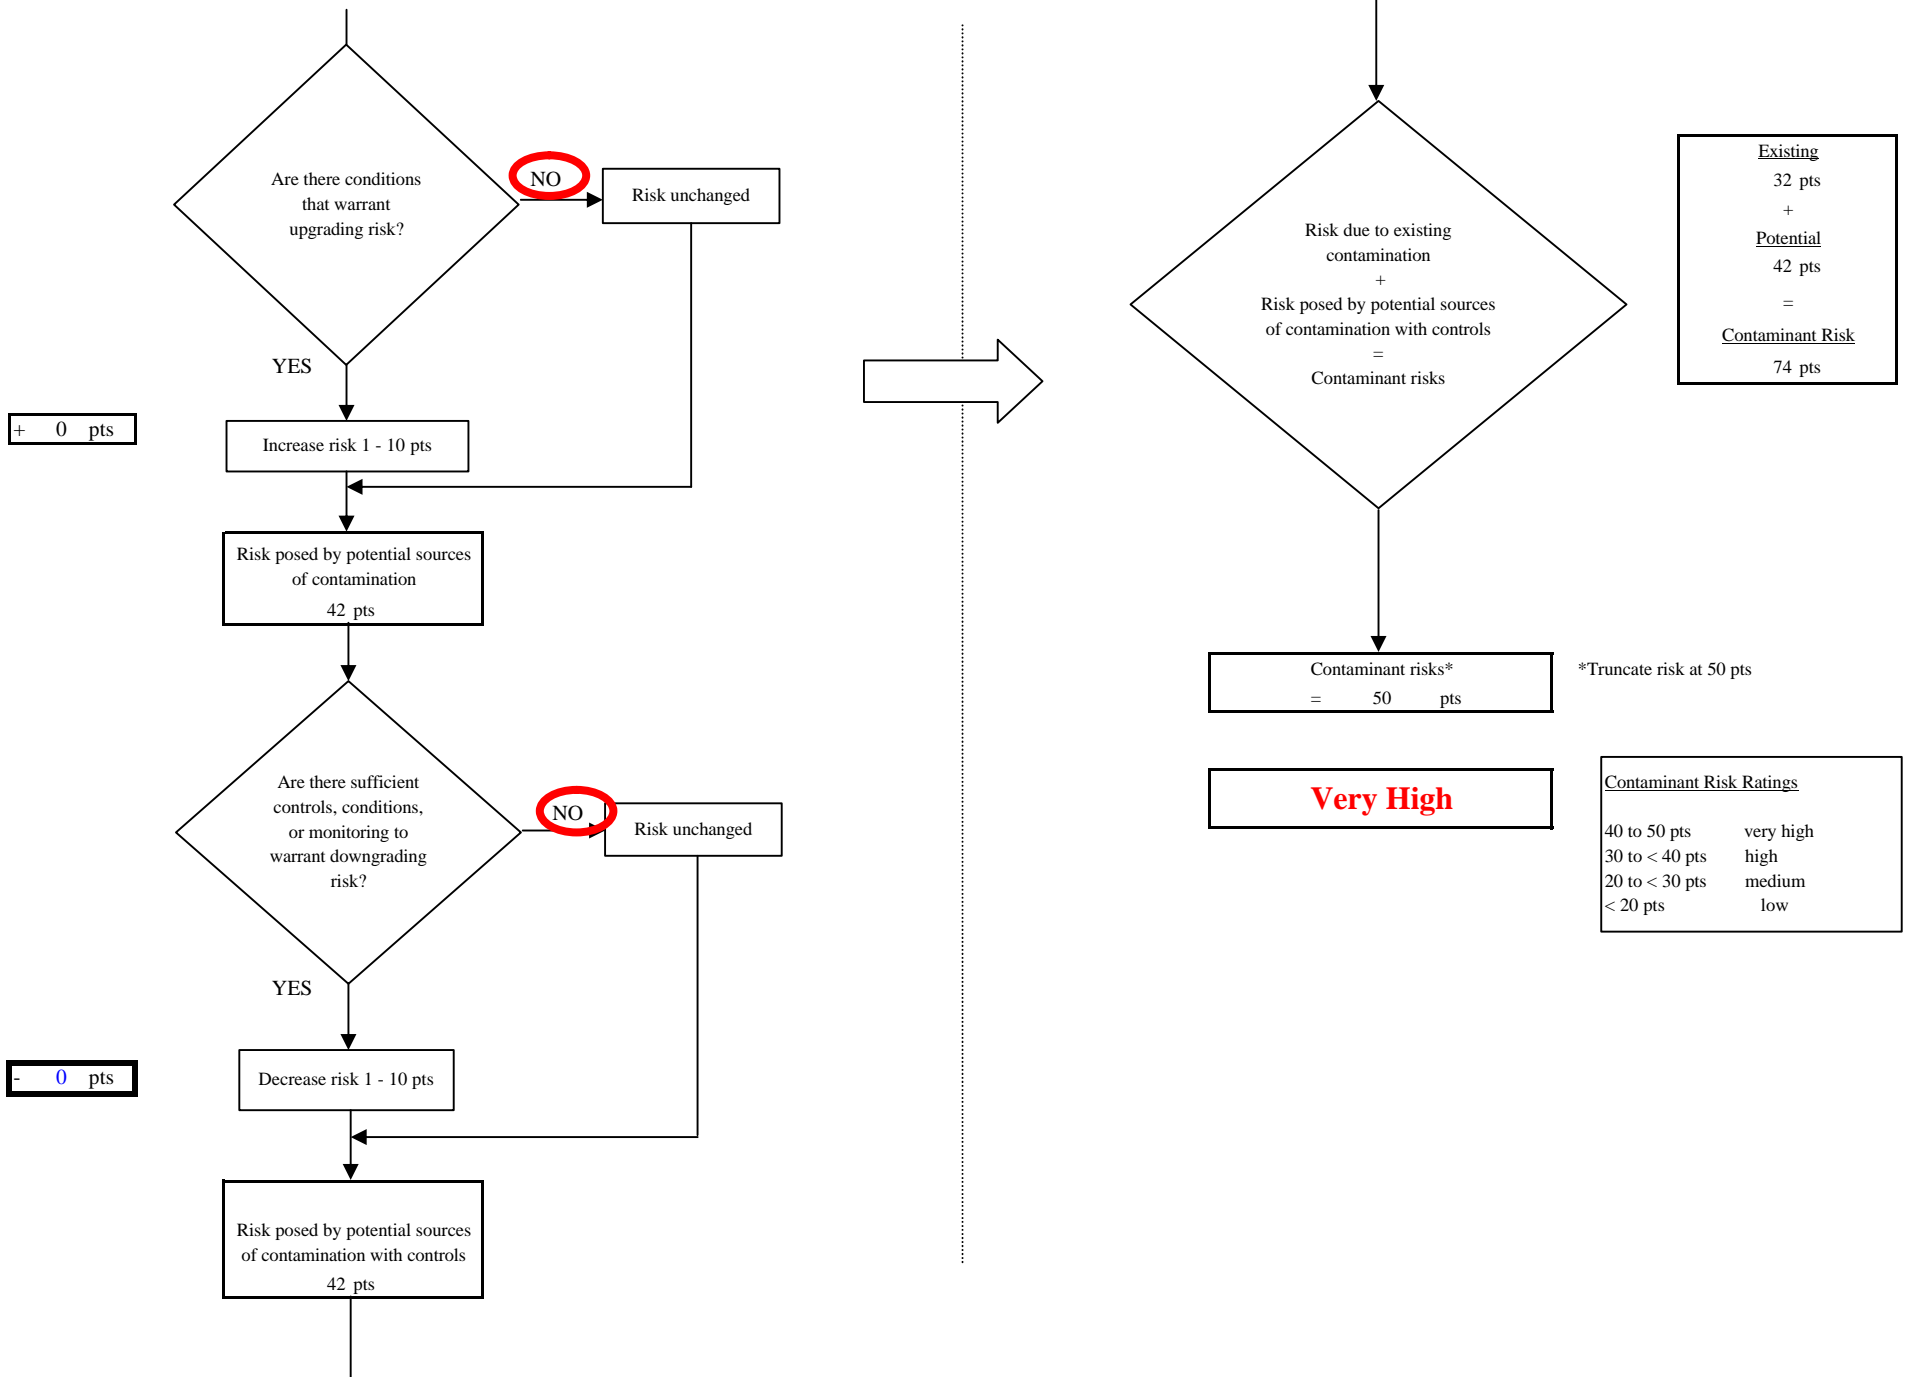 Are there conditions
that warrant
upgrading risk?
NO
Risk unchanged
YES
+ 0 pts
Increase risk 1 - 10 pts
Risk posed by potential sources
of contamination
42 pts
Are there sufficient
controls, conditions,
or monitoring to
warrant downgrading
risk?
NO
Risk unchanged
YES
- 0 pts
Decrease risk 1 - 10 pts
Risk posed by potential sources
of contamination with controls
42 pts
Risk due to existing
contamination
+
Risk posed by potential sources
of contamination with controls
=
Contaminant risks
Existing
32 pts
+
Potential
42 pts
=
Contaminant Risk
74 pts
Contaminant risks*
= 50 pts
*Truncate risk at 50 pts
Very High
Contaminant Risk Ratings
40 to 50 pts very high
30 to < 40 pts high
20 to < 30 pts medium
< 20 pts low